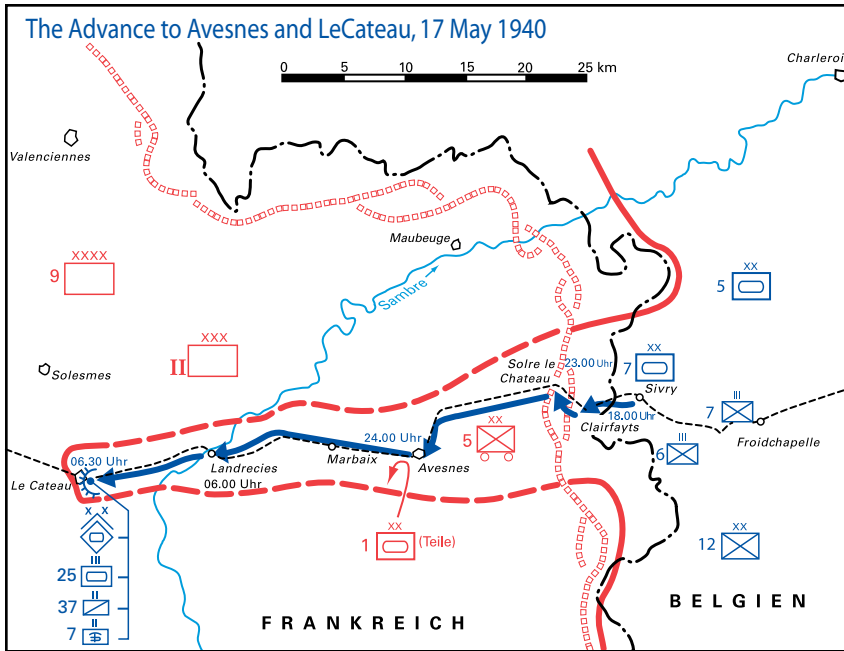 The Advance to Avesnes and LeCateau, 17 May 1940
0 5 10 15 20 25 km
Charleroi
Valenciennes
Maubeuge
XXXX
9
Sambre
XX
5
XXX
II
Solesmes
Solre le
Chateau
23.00 Uhr
XX
7
Sivry
18.00 Uhr
Clairfayts
III
7
Froidchapelle
III
6
24.00 Uhr
XX
5
06.30 Uhr
Le Cateau
Landrecies
06.00 Uhr
Marbaix
Avesnes
XX
1
(Teile)
XX
12
X X
III
25
II
37
II
7
FRANKREICH
BELGIEN